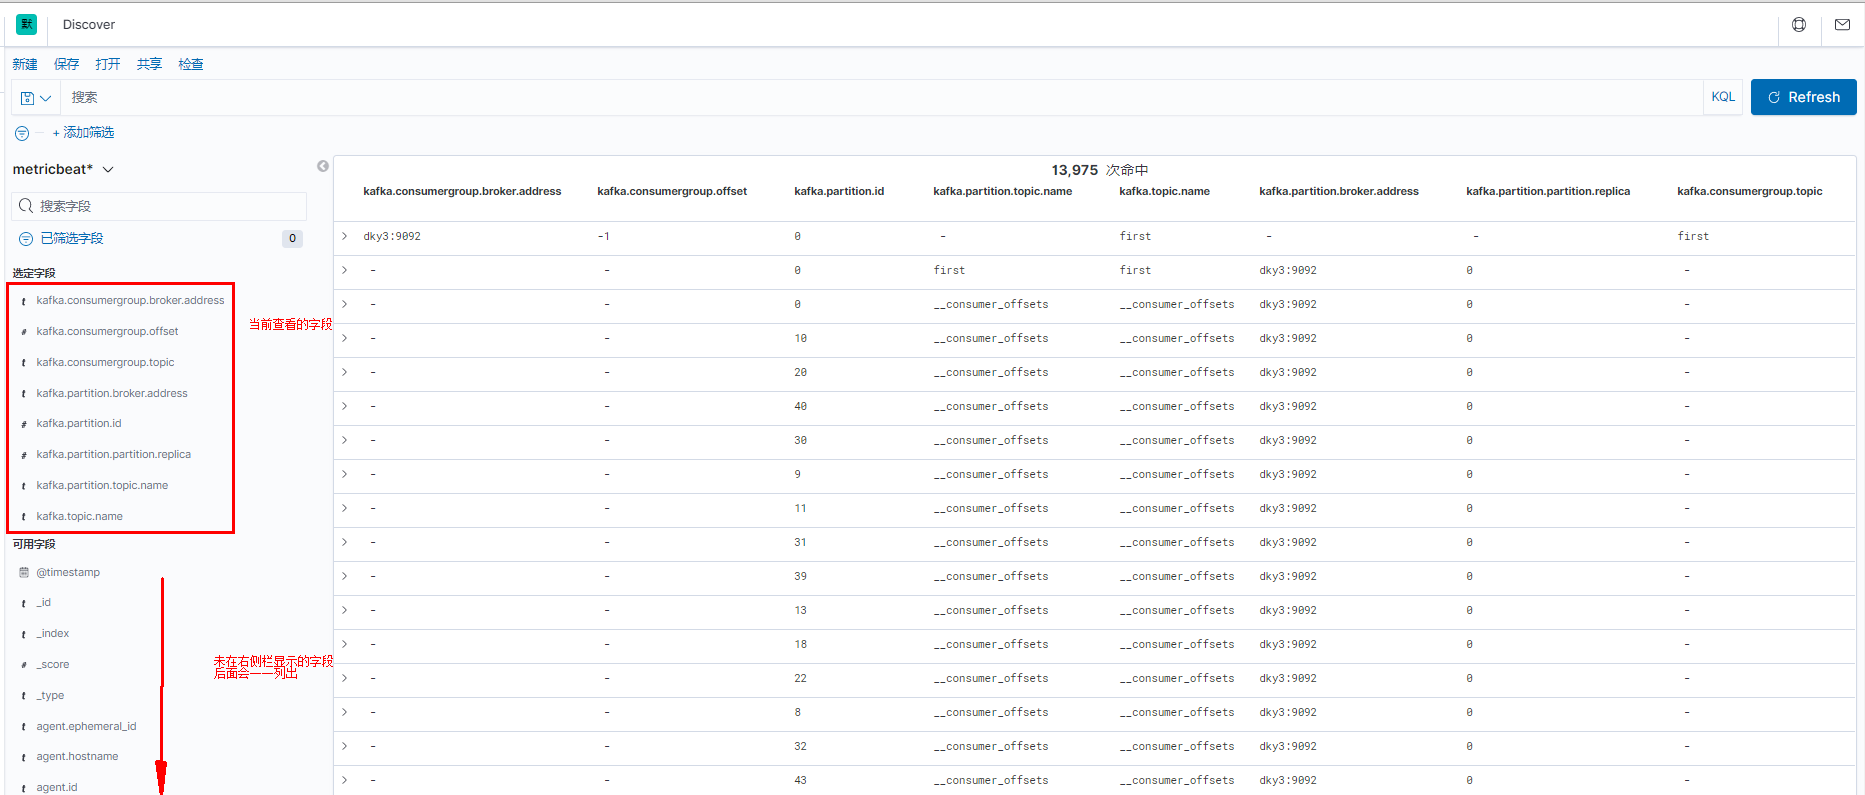 默 Discover
新建 保存 打开 共享 检查
搜索 KQL Refresh
+ 添加筛选
metricbeat*
搜索字段
已筛选字段 0
选定字段
t kafka.consumergroup.broker.address
# kafka.consumergroup.offset
t kafka.consumergroup.topic
t kafka.partition.broker.address
# kafka.partition.id
# kafka.partition.partition.replica
t kafka.partition.topic.name
t kafka.topic.name
当前查看的字段
可用字段
@timestamp
t _id
t _index
# _score
t _type
t agent.ephemeral_id
t agent.hostname
t agent.id
未在右侧栏显示的字段
后面会一一列出
13,975 次命中
kafka.consumergroup.broker.address kafka.consumergroup.offset kafka.partition.id kafka.partition.topic.name kafka.topic.name kafka.partition.broker.address kafka.partition.partition.replica kafka.consumergroup.topic
dky3:9092 -1 0 - first - - first
- - 0 first first dky3:9092 0 -
- - 0 __consumer_offsets __consumer_offsets dky3:9092 0 -
- - 10 __consumer_offsets __consumer_offsets dky3:9092 0 -
- - 20 __consumer_offsets __consumer_offsets dky3:9092 0 -
- - 40 __consumer_offsets __consumer_offsets dky3:9092 0 -
- - 30 __consumer_offsets __consumer_offsets dky3:9092 0 -
- - 9 __consumer_offsets __consumer_offsets dky3:9092 0 -
- - 11 __consumer_offsets __consumer_offsets dky3:9092 0 -
- - 31 __consumer_offsets __consumer_offsets dky3:9092 0 -
- - 39 __consumer_offsets __consumer_offsets dky3:9092 0 -
- - 13 __consumer_offsets __consumer_offsets dky3:9092 0 -
- - 18 __consumer_offsets __consumer_offsets dky3:9092 0 -
- - 22 __consumer_offsets __consumer_offsets dky3:9092 0 -
- - 8 __consumer_offsets __consumer_offsets dky3:9092 0 -
- - 32 __consumer_offsets __consumer_offsets dky3:9092 0 -
- - 43 __consumer_offsets __consumer_offsets dky3:9092 0 -